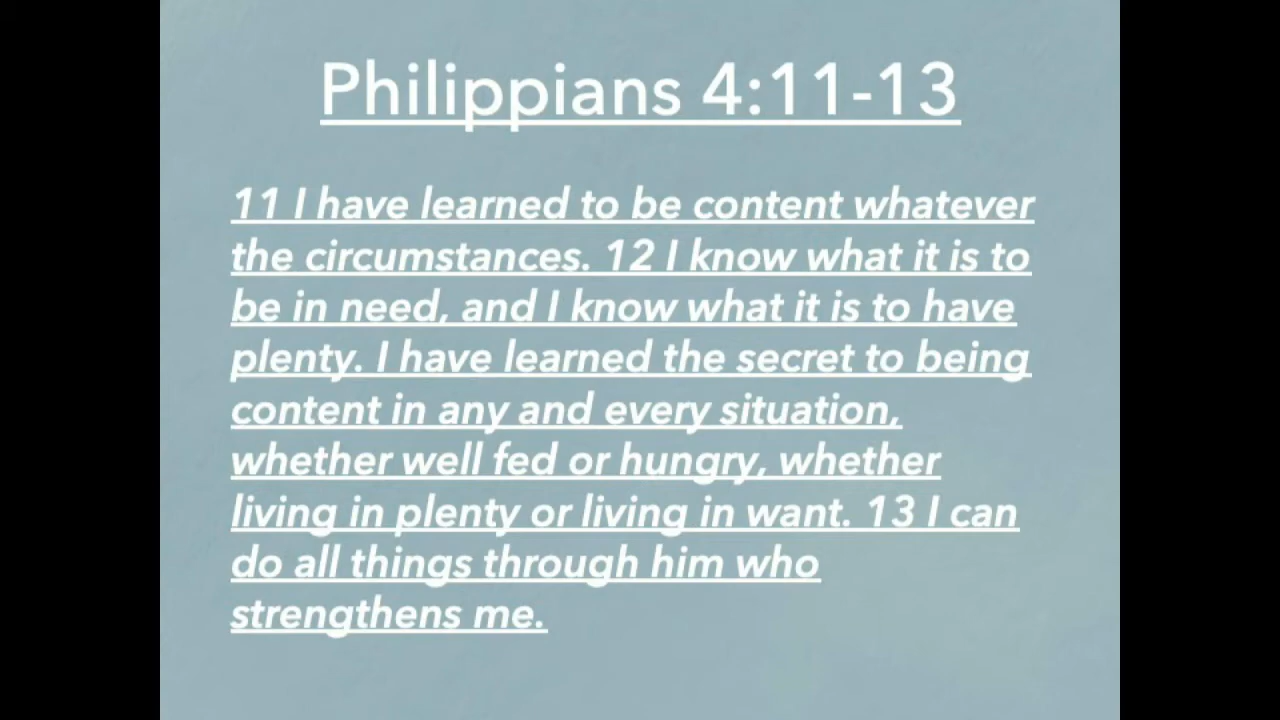 Philippians 4:11-13
11 I have learned to be content whatever
the circumstances. 12 I know what it is to
be in need, and I know what it is to have
plenty. I have learned the secret to being
content in any and every situation,
whether well fed or hungry, whether
living in plenty or living in want. 13 I can
do all things through him who
strengthens me.